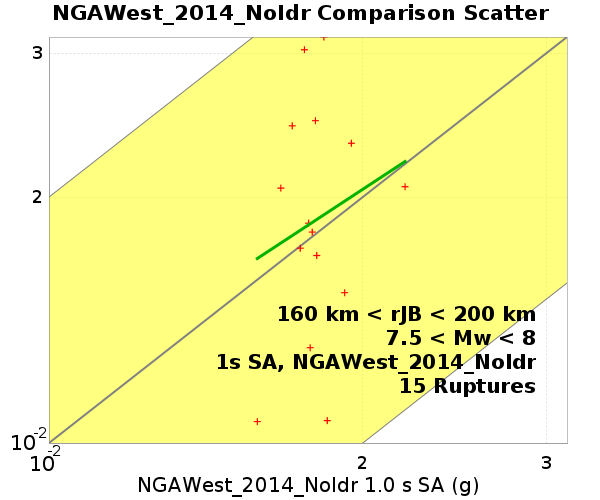 NGAWest_2014_NoIdr Comparison Scatter
3
2
160 km < rJB < 200 km
7.5 < Mw < 8
1s SA, NGAWest_2014_NoIdr
15 Ruptures
10-2
10-2 2 3
NGAWest_2014_NoIdr 1.0 s SA (g)